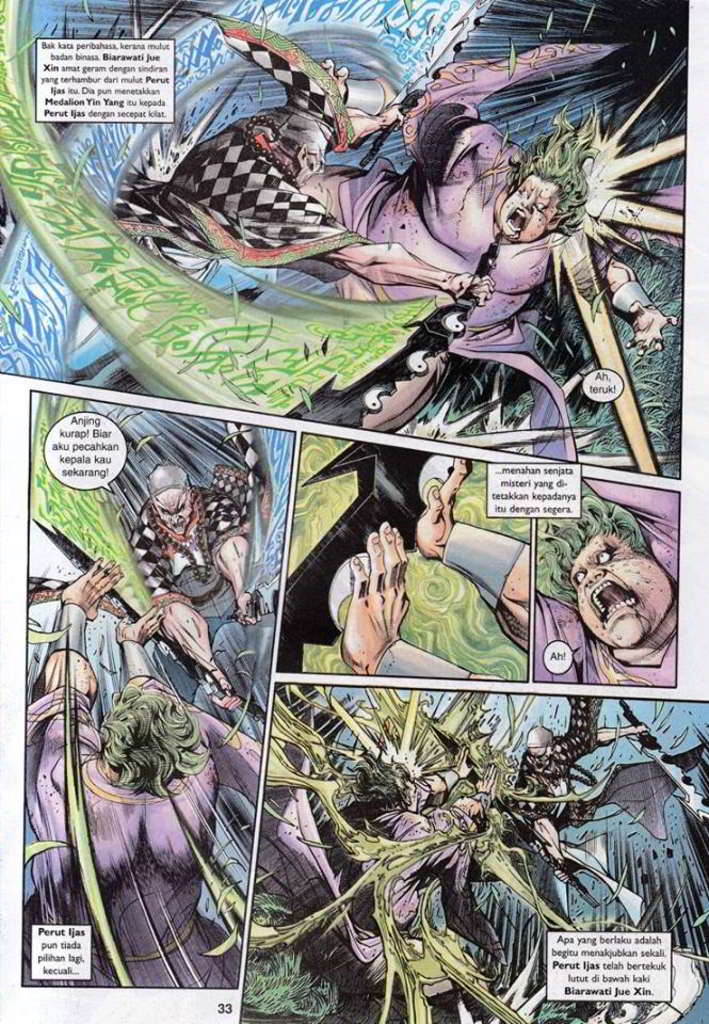 Bak kata peribahasa, kerana mulut
badan binasa. Biarawati Jue
Xin amat geram dengan sindiran
yang terhambur dari mulut Perut
Ijas itu. Dia pun menetakkan
Medalion Yin Yang itu kepada
Perut Ijas dengan secepat kilat.
Ah,
teruk!
Anjing
kurap! Biar
aku pecahkan
kepala kau
sekarang!
Perut Ijas
pun tiada
pilihan lagi,
kecuali...
...menahan senjata
misteri yang di-
tetakkan kepadanya
itu dengan segera.
Ah!
Apa yang berlaku adalah
begitu menakjubkan sekali.
Perut Ijas telah bertekuk
lutut di bawah kaki
Biarawati Jue Xin.
33